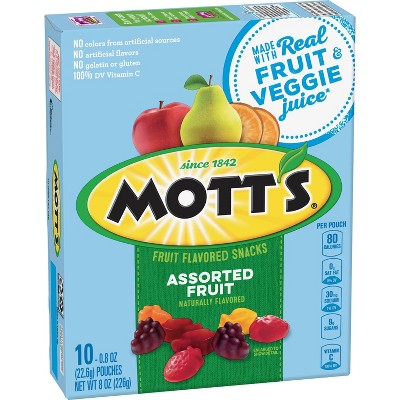 NO colors from artificial sources
NO artificial flavors
NO gelatin or gluten
100% DV Vitamin C
MADE WITH Real
FRUIT &
VEGGIE
juice*
since 1842
MOTT'S
FRUIT FLAVORED SNACKS
ASSORTED
FRUIT
NATURALLY FLAVORED
PER POUCH
80
CALORIES
0g
SAT FAT
30mg
SODIUM
9g
SUGARS
VITAMIN
C
10 - 0.8 OZ
(22.6g) POUCHES
NET WT 8 OZ (226g)